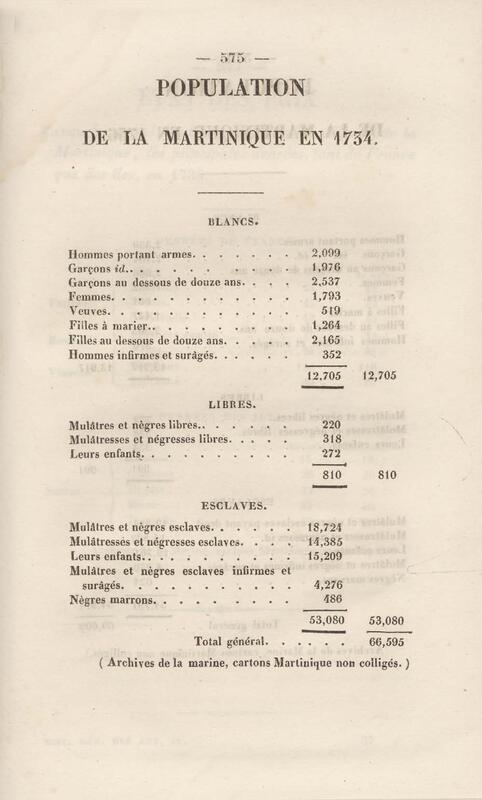 — 575 —
POPULATION
DE LA MARTINIQUE EN 1734.
BLANCS.
Hommes portant armes. . . . . . . 2,099
Garçons id.. . . . . . . . . . 1,976
Garçons au dessous de douze ans. . . . 2,537
Femmes. . . . . . . . . . . 1,793
Veuves. . . . . . . . . . . 519
Filles à marier.. . . . . . . . . 1,264
Filles au dessous de douze ans. . . . . 2,165
Hommes infirmes et surâgés. . . . . . 352
12.705 12,705
LIBRES.
Mulâtres et nègres libres.. . . . . . 220
Mulâtresses et négresses libres. . . . . 318
Leurs enfants. . . . . . . . . . 272
810 810
ESCLAVES.
Mulâtres et nègres esclaves. . . . . . 18,724
Mulâtresses et négresses esclaves. . . . 14,385
Leurs enfants.. . . . . . . . . . 15,209
Mulâtres et nègres esclaves infirmes et
surâgés. . . . . . . . . . 4,276
Nègres marrons. . . . . . . . . 486
53,080 53,080
Total général. . . . . . 66,595
( Archives de la marine, cartons Martinique non colligés. )